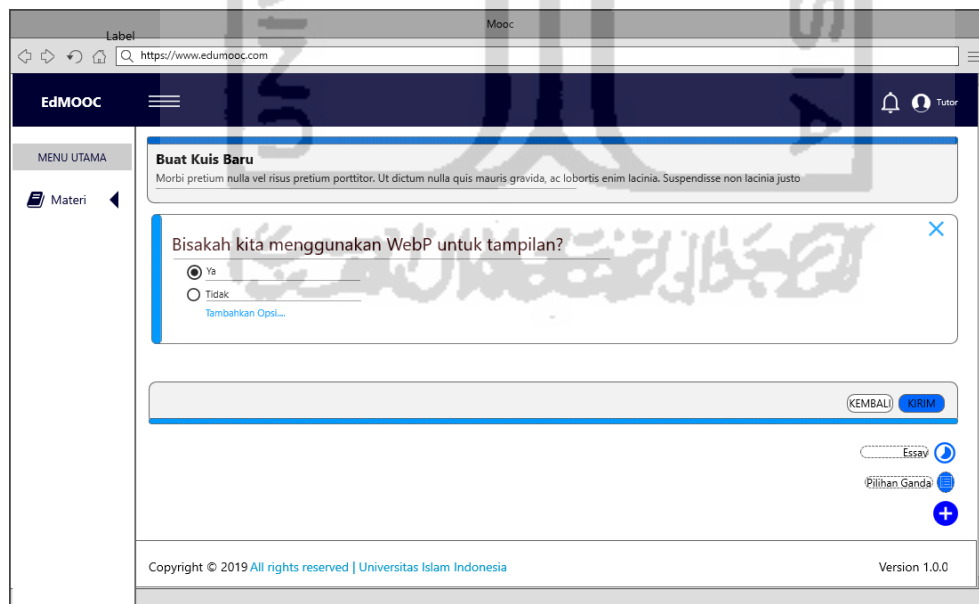 Mooc
Label
https://www.edumooc.com
EdMOOC
Tutor
MENU UTAMA
Materi
Buat Kuis Baru
Morbi pretium nulla vel risus pretium porttitor. Ut dictum nulla quis mauris gravida, ac lobortis enim lacinia. Suspendisse non lacinia justo
Bisakah kita menggunakan WebP untuk tampilan?
Ya
Tidak
Tambahkan Opsi....
KEMBALI
KIRIM
Essay
Pilihan Ganda
Copyright © 2019 All rights reserved | Universitas Islam Indonesia
Version 1.0.0